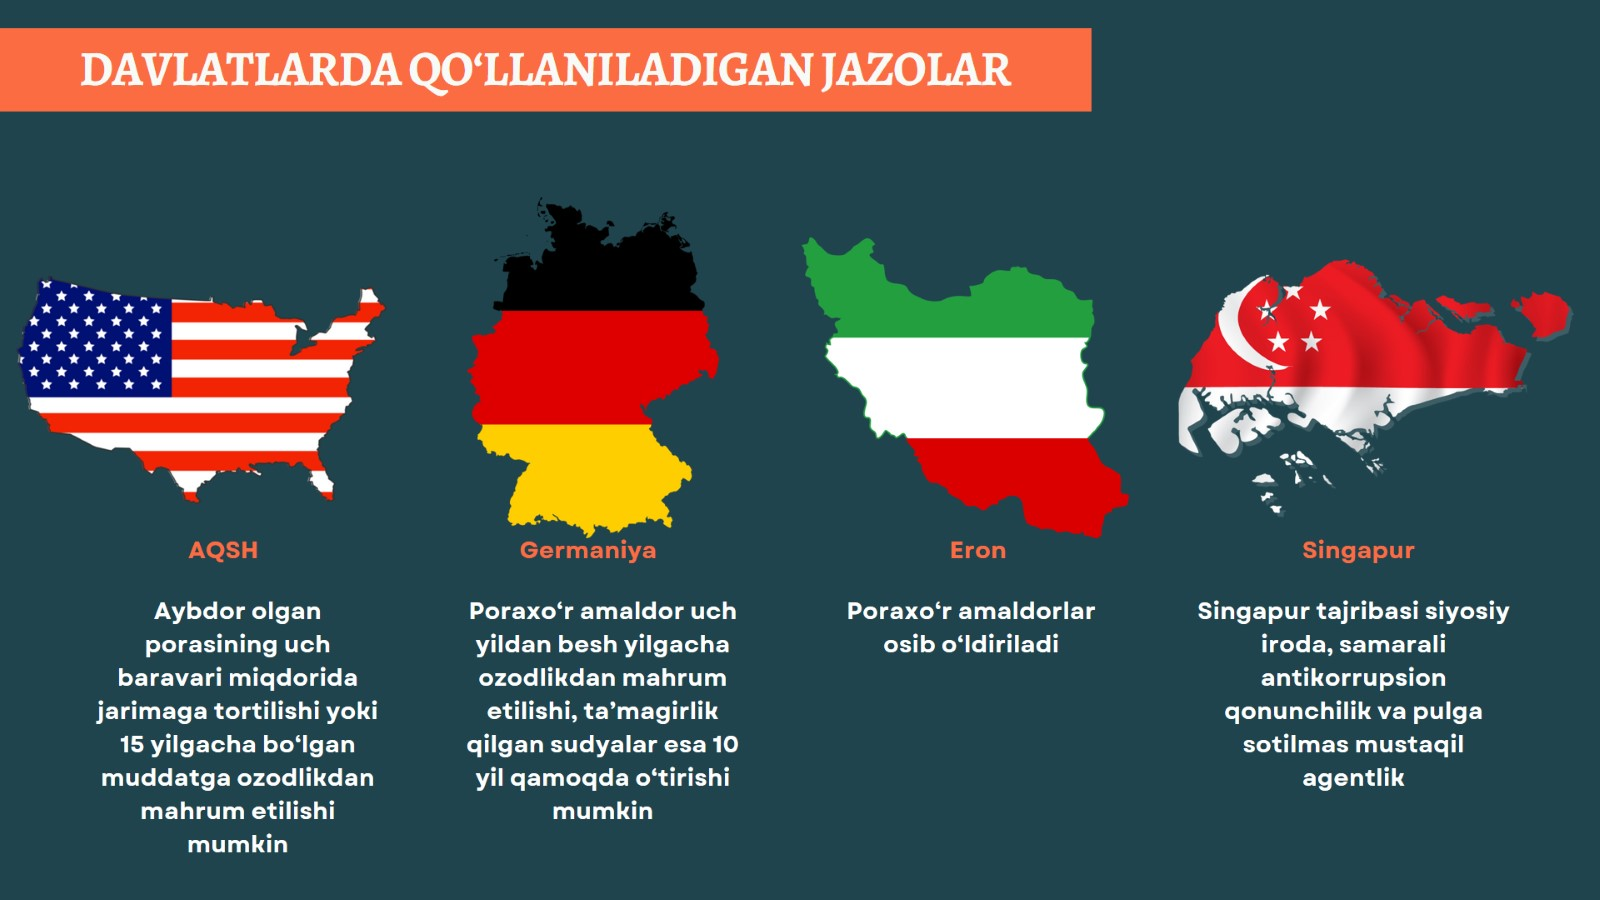 DAVLATLARDA QO‘LLANILADIGAN JAZOLAR
AQSH
Aybdor olgan
porasining uch
baravari miqdorida
jarimaga tortilishi yoki
15 yilgacha bo‘lgan
muddatga ozodlikdan
mahrum etilishi
mumkin
Germaniya
Poraxo‘r amaldor uch
yildan besh yilgacha
ozodlikdan mahrum
etilishi, ta’magirlik
qilgan sudyalar esa 10
yil qamoqda o‘tirishi
mumkin
Eron
Poraxo‘r amaldorlar
osib o‘ldiriladi
Singapur
Singapur tajribasi siyosiy
iroda, samarali
antikorrupsion
qonunchilik va pulga
sotilmas mustaqil
agentlik